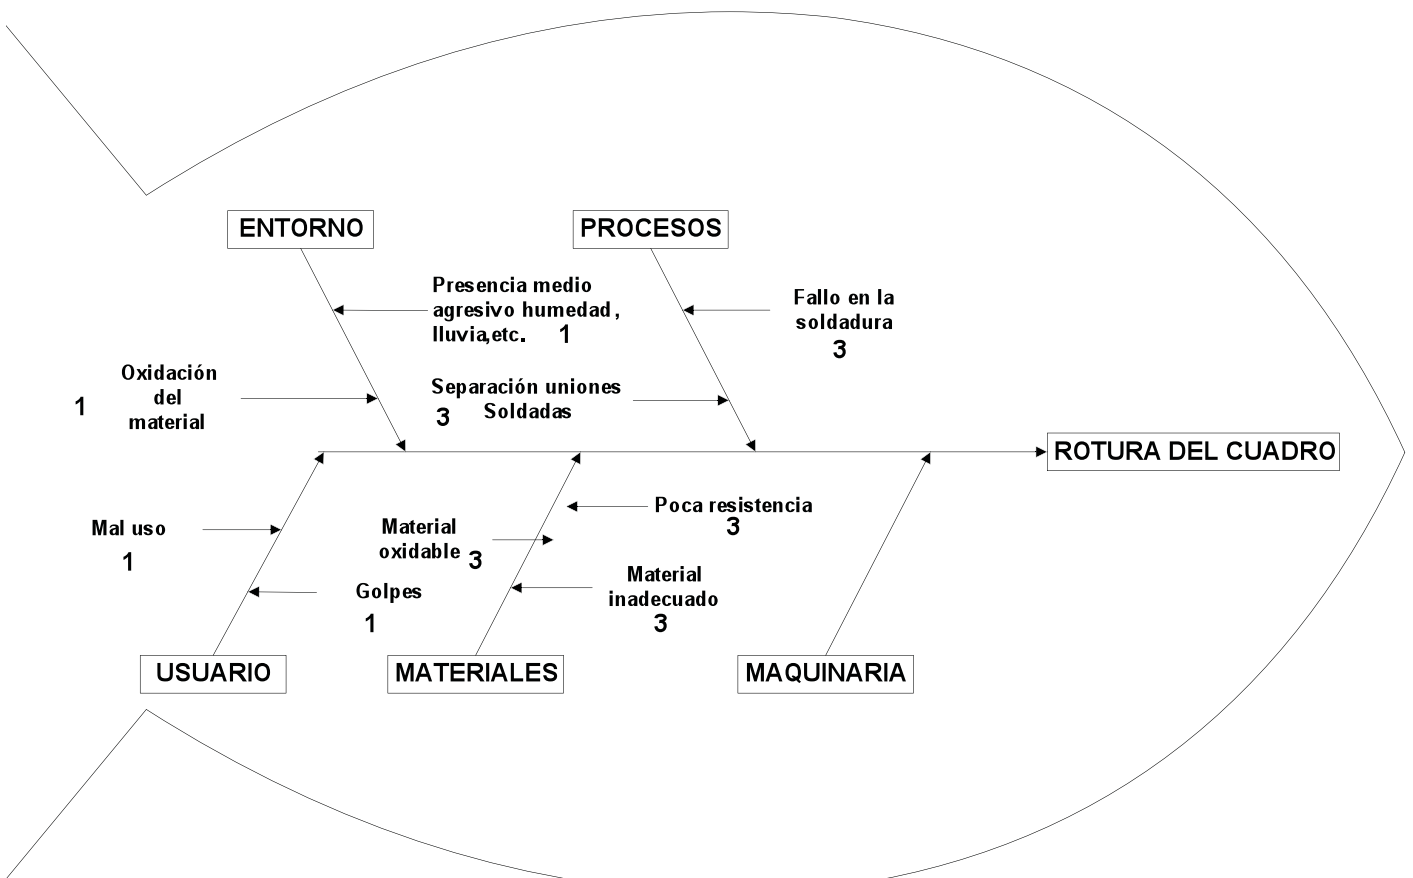 ENTORNO
PROCESOS
Presencia medio
agresivo humedad,
lluvia,etc. 1
Fallo en la
soldadura
3
Oxidación
del
material
1
Separación uniones
3 Soldadas
ROTURA DEL CUADRO
Mal uso
1
Golpes
1
Material
oxidable 3
Poca resistencia
3
Material
inadecuado
3
USUARIO
MATERIALES
MAQUINARIA